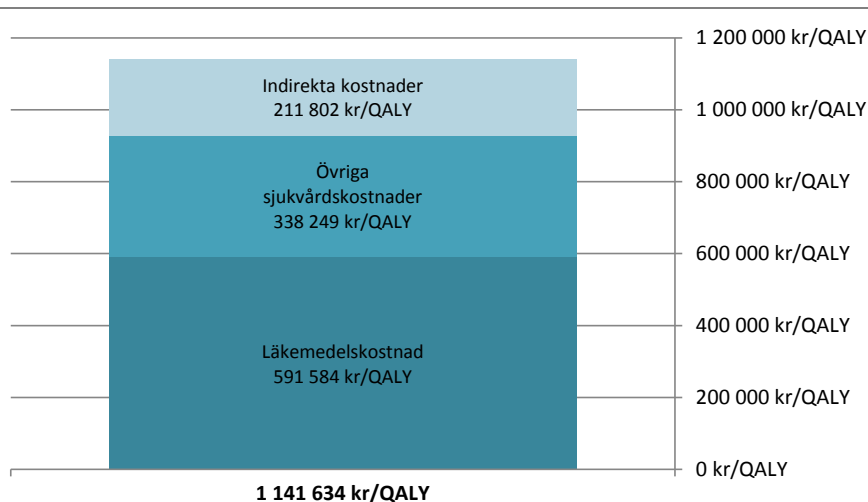 1 200 000 kr/QALY
Indirekta kostnader
211 802 kr/QALY
1 000 000 kr/QALY
Övriga
sjukvårdskostnader
338 249 kr/QALY
800 000 kr/QALY
600 000 kr/QALY
Läkemedelskostnad
591 584 kr/QALY
400 000 kr/QALY
200 000 kr/QALY
0 kr/QALY
1 141 634 kr/QALY